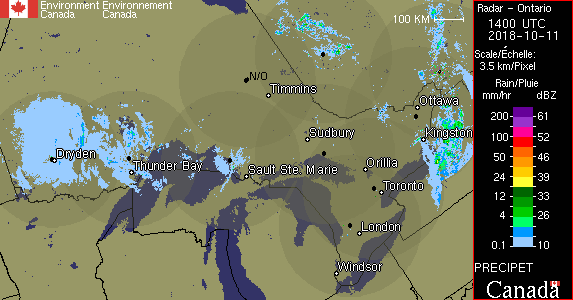 Environment Environnement
Canada Canada
100 KM
Radar - Ontario
1400 UTC
2018-10-11
Scale/Échelle:
3.5 km/Pixel
Rain/Pluie
mm/hr dBZ
200 61
100 52
50 46
24 39
12 33
4 26
0.1 10
PRECIPET
Canada
N/O
Timmins
Ottawa
Sudbury
Kingston
Dryden
Thunder Bay
Sault Ste. Marie
Orillia
Toronto
London
Windsor